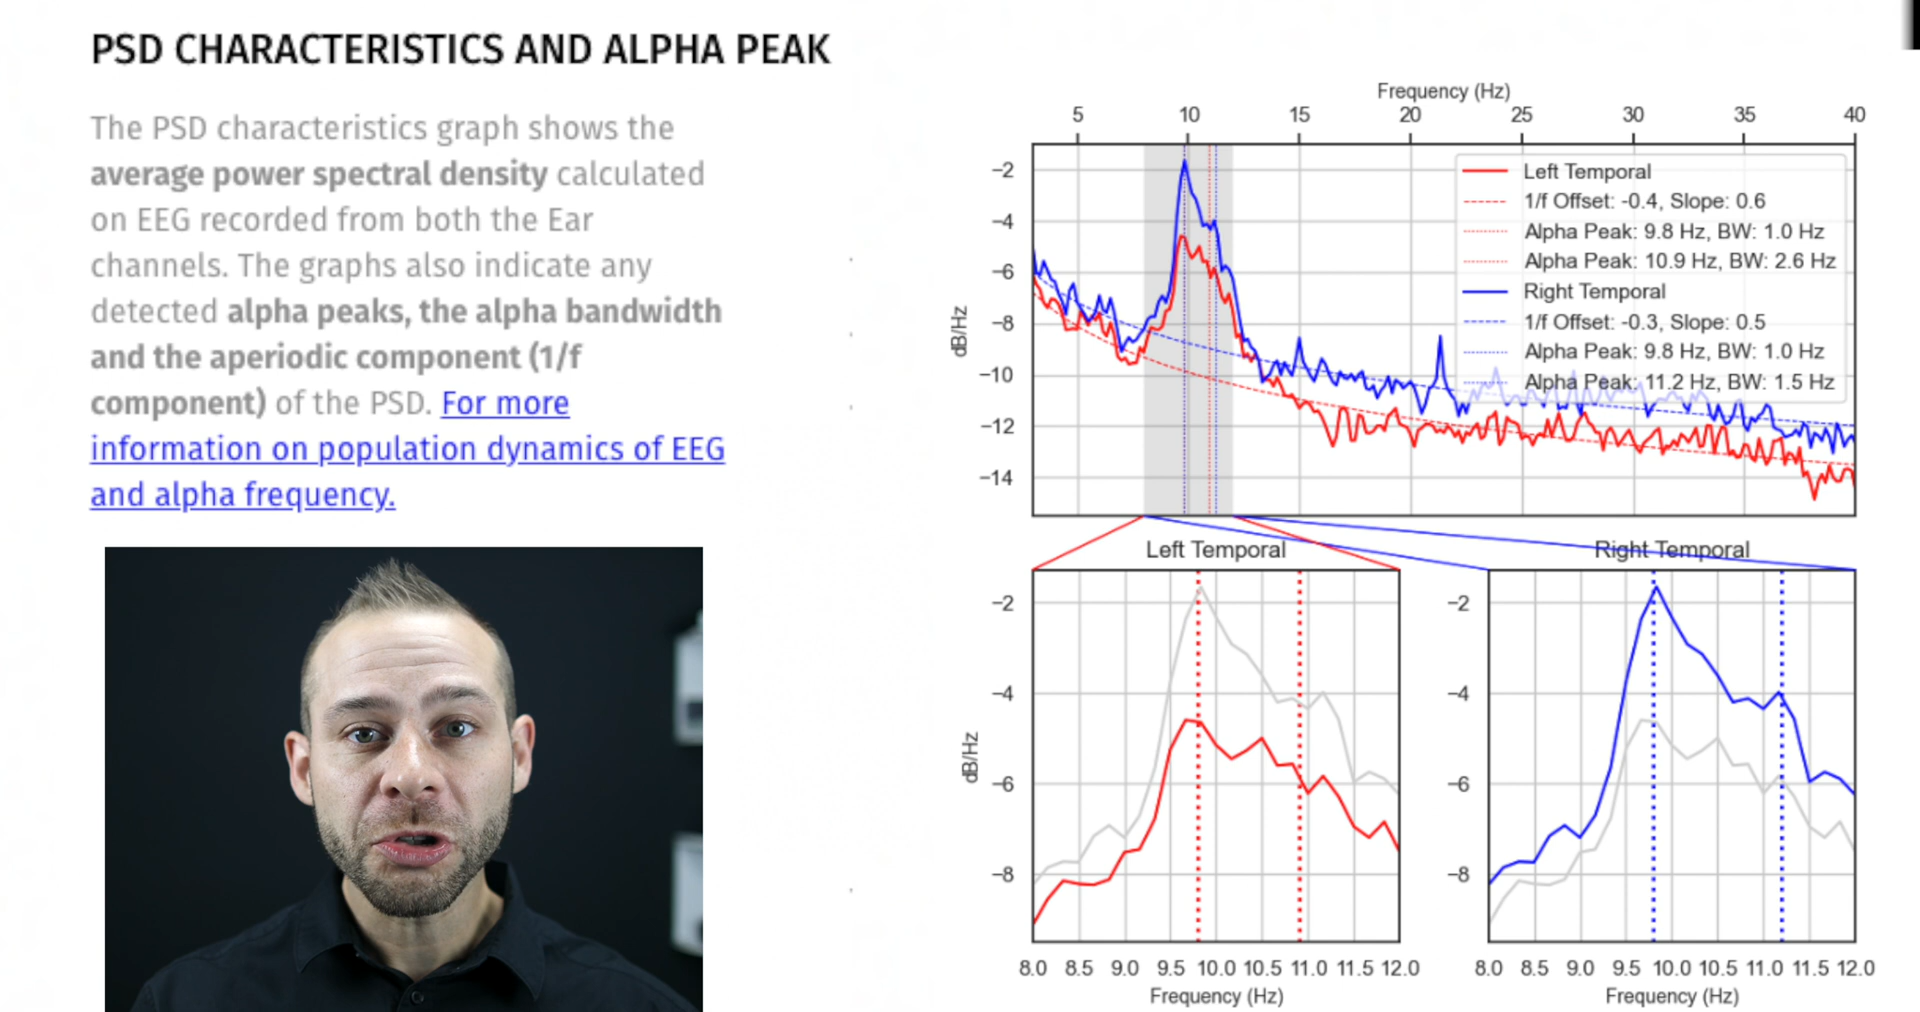 PSD CHARACTERISTICS AND ALPHA PEAK
The PSD characteristics graph shows the
average power spectral density calculated
on EEG recorded from both the Ear
channels. The graphs also indicate any
detected alpha peaks, the alpha bandwidth
and the aperiodic component (1/f
component) of the PSD. For more
information on population dynamics of EEG
and alpha frequency.
Frequency (Hz)
5 10 15 20 25 30 35 40
dB/Hz
−2
−4
−6
−8
−10
−12
−14
Left Temporal
1/f Offset: -0.4, Slope: 0.6
Alpha Peak: 9.8 Hz, BW: 1.0 Hz
Alpha Peak: 10.9 Hz, BW: 2.6 Hz
Right Temporal
1/f Offset: -0.3, Slope: 0.5
Alpha Peak: 9.8 Hz, BW: 1.0 Hz
Alpha Peak: 11.2 Hz, BW: 1.5 Hz
Left Temporal
dB/Hz
−2
−4
−6
−8
8.0 8.5 9.0 9.5 10.0 10.5 11.0 11.5 12.0
Frequency (Hz)
Right Temporal
−2
−4
−6
−8
8.0 8.5 9.0 9.5 10.0 10.5 11.0 11.5 12.0
Frequency (Hz)